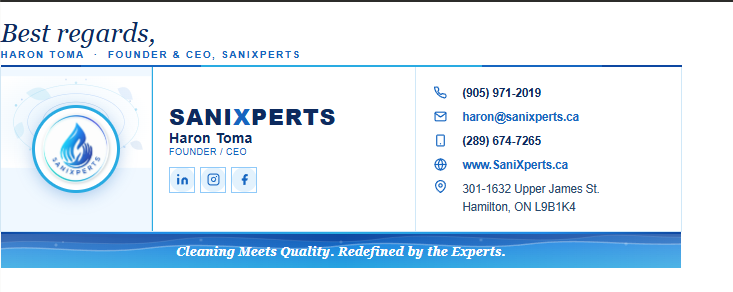 Best regards,
HARON TOMA · FOUNDER & CEO, SANIXPERTS
SANIXPERTS
SANIXPERTS
Haron Toma
FOUNDER / CEO
in
f
(905) 971-2019
haron@sanixperts.ca
(289) 674-7265
www.SaniXperts.ca
301-1632 Upper James St.
Hamilton, ON L9B1K4
Cleaning Meets Quality. Redefined by the Experts.